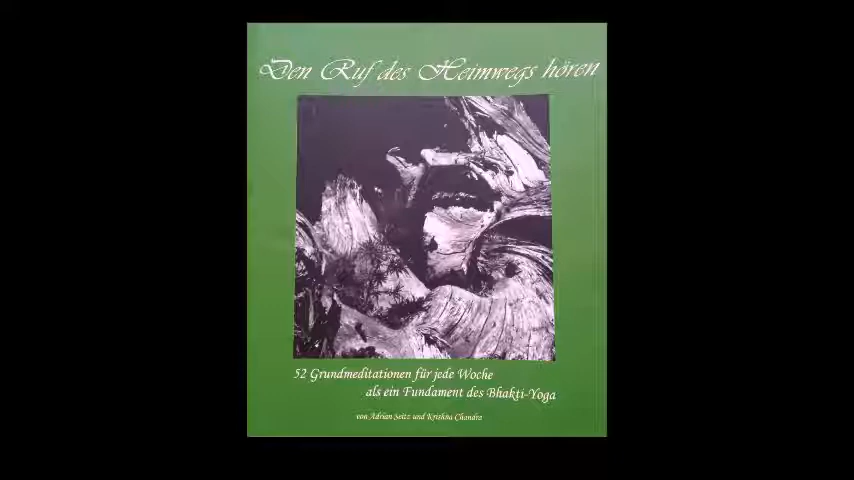 Den Ruf des Heimwegs hören
52 Grundmeditationen für jede Woche
als ein Fundament des Bhakti-Yoga
von Adrian Seitz und Krishna Chandra